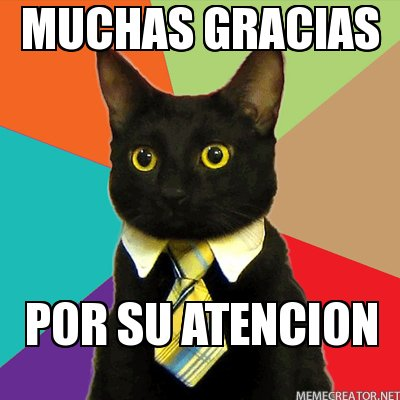 MUCHAS GRACIAS
POR SU ATENCION
MEMECREATOR.NET